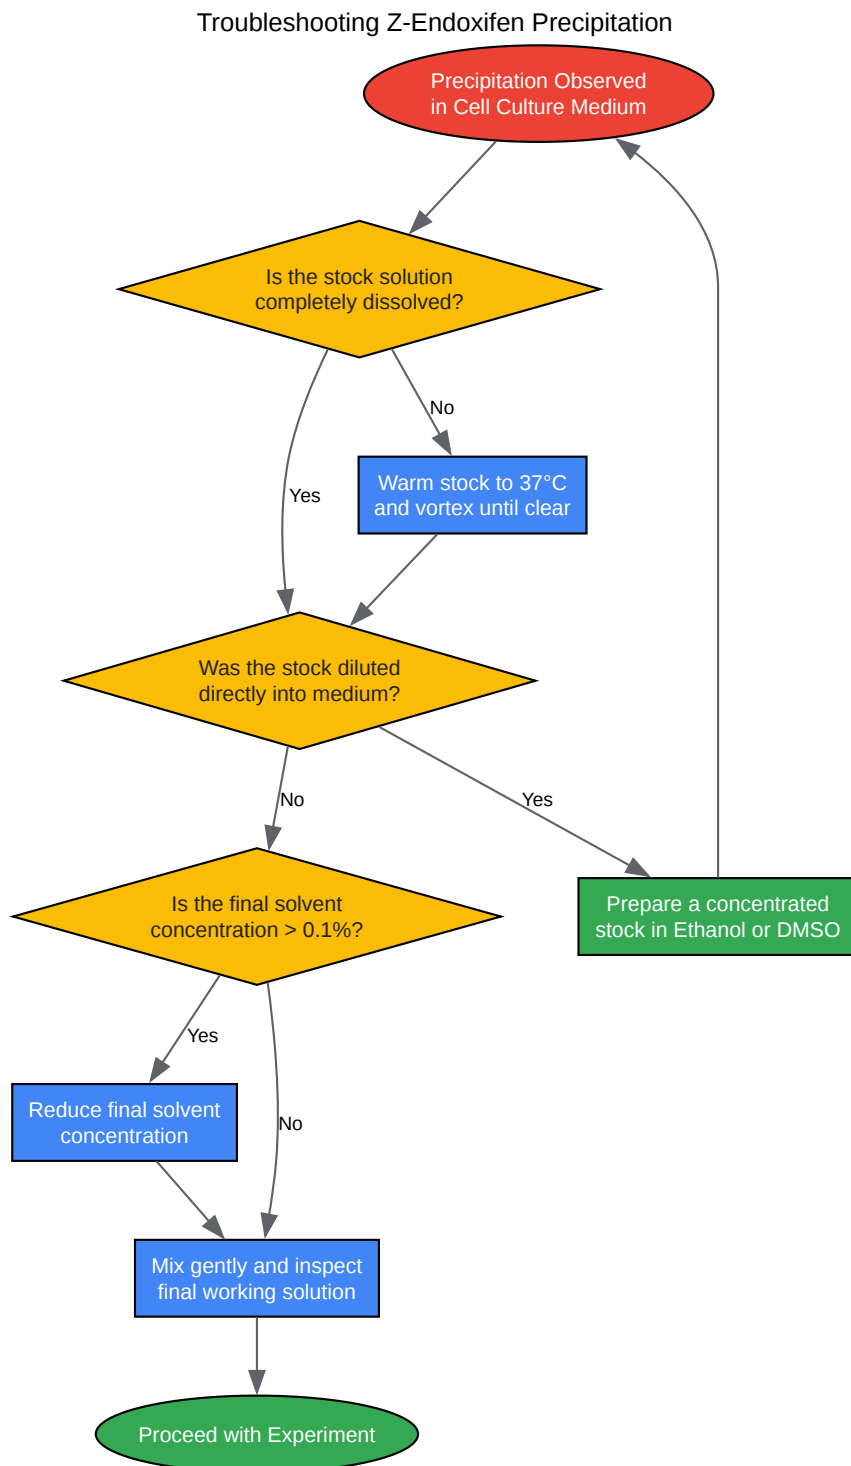 Troubleshooting Z-Endoxifen Precipitation
Precipitation Observed
in Cell Culture Medium
Is the stock solution
completely dissolved?
No
Warm stock to 37°C
and vortex until clear
Yes
Was the stock diluted
directly into medium?
No
Yes
Is the final solvent
concentration > 0.1%?
Prepare a concentrated
stock in Ethanol or DMSO
Yes
Reduce final solvent
concentration
No
Mix gently and inspect
final working solution
Proceed with Experiment